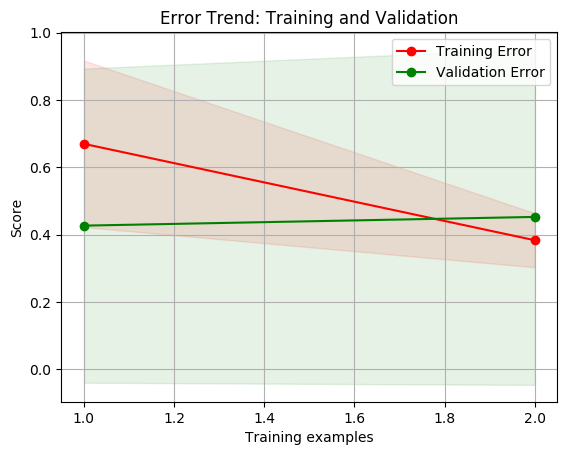 Error Trend: Training and Validation
Training Error
Validation Error
Score
1.0
0.8
0.6
0.4
0.2
0.0
1.0 1.2 1.4 1.6 1.8 2.0
Training examples